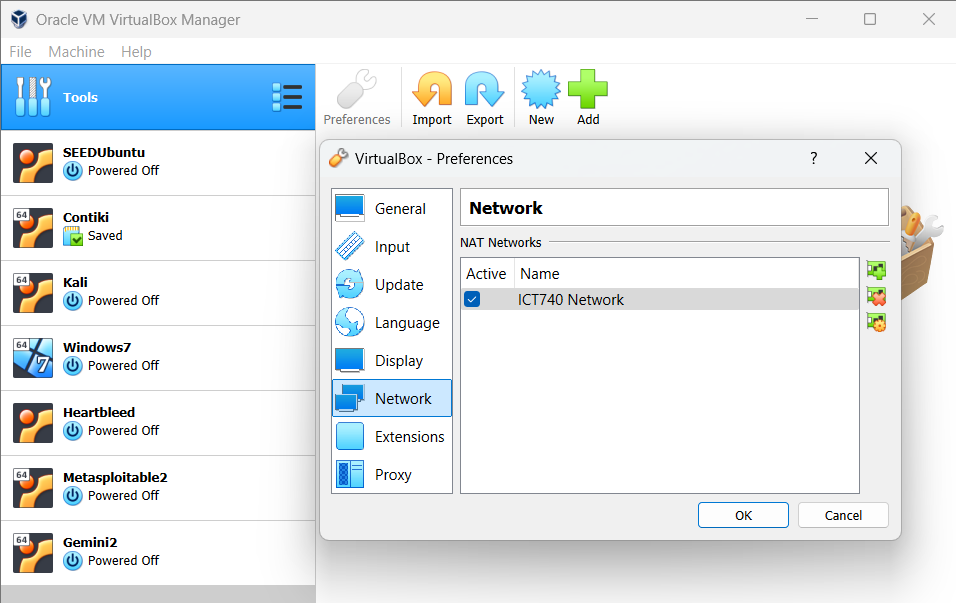 Oracle VM VirtualBox Manager
File Machine Help
Tools
Preferences Import Export New Add
SEEDUbuntu
Powered Off
64
Contiki
Saved
64
Kali
Powered Off
64
Windows7
7
Powered Off
Heartbleed
Powered Off
64
Metasploitable2
Powered Off
64
Gemini2
Powered Off
VirtualBox - Preferences ?
General
Input
Update
Language
Display
Network
Extensions
Proxy
Network
NAT Networks
Active Name
ICT740 Network
OK Cancel